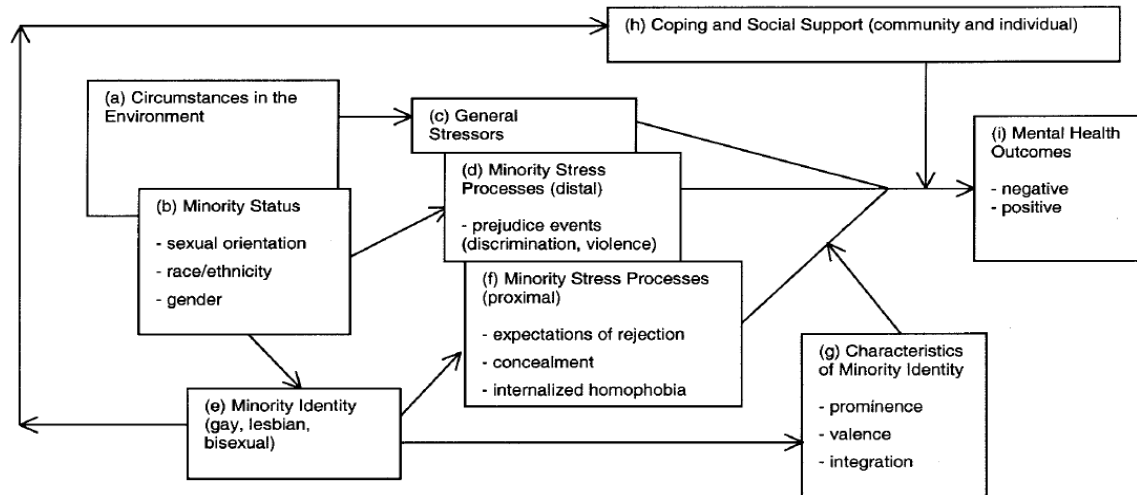 (h) Coping and Social Support (community and individual)
(a) Circumstances in the
Environment
(c) General
Stressors
(i) Mental Health
Outcomes
- negative
- positive
(d) Minority Stress
Processes (distal)
- prejudice events
(discrimination, violence)
(b) Minority Status
- sexual orientation
- race/ethnicity
- gender
(f) Minority Stress Processes
(proximal)
- expectations of rejection
- concealment
- internalized homophobia
(g) Characteristics
of Minority Identity
- prominence
- valence
- integration
(e) Minority Identity
(gay, lesbian,
bisexual)